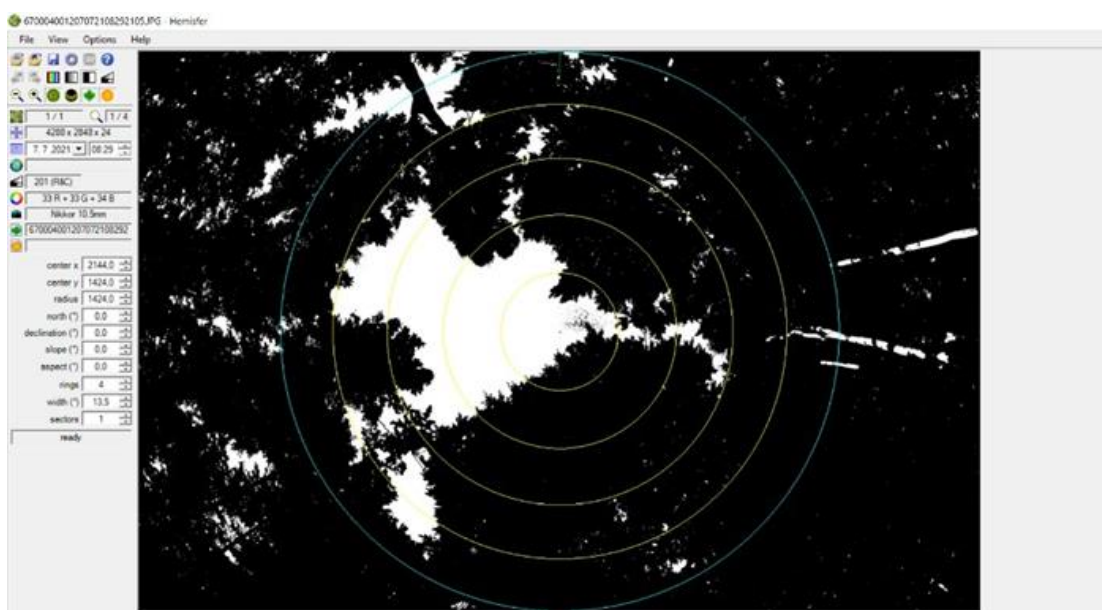 670004001207072108292105.JPG - Hemisfer
File View Options Help
1 / 1 1 / 4
4288 x 2848 x 24
7. 7. 2021 08:29
201 (R&C)
33 R + 33 G + 34 B
Nikkor 10.5mm
670004001207072108292
center x 2144,0
center y 1424,0
radius 1424,0
north (°) 0,0
declination (°) 0,0
slope (°) 0,0
aspect (°) 0,0
rings 4
width (°) 13,5
sectors 1
ready